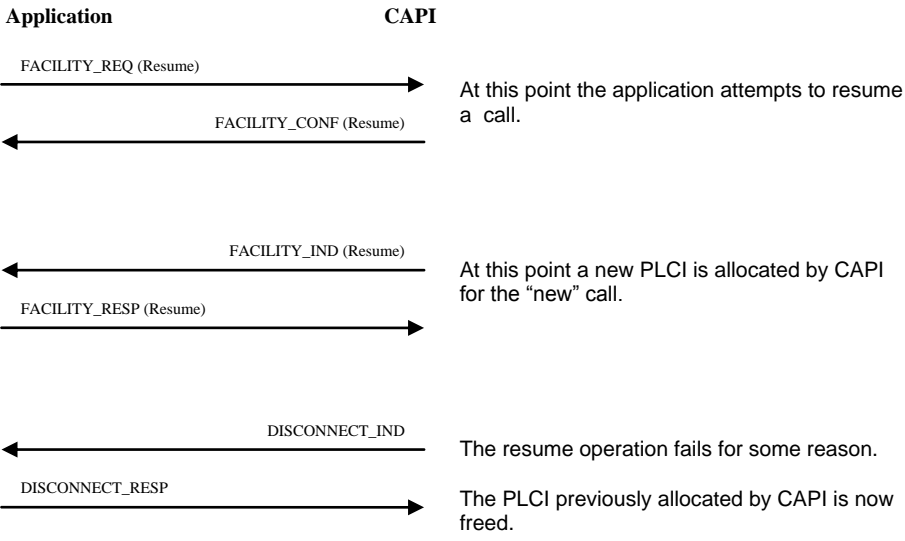 Application CAPI
FACILITY_REQ (Resume)
At this point the application attempts to resume
a call.
FACILITY_CONF (Resume)
FACILITY_IND (Resume)
At this point a new PLCI is allocated by CAPI
for the “new” call.
FACILITY_RESP (Resume)
DISCONNECT_IND
The resume operation fails for some reason.
DISCONNECT_RESP
The PLCI previously allocated by CAPI is now
freed.